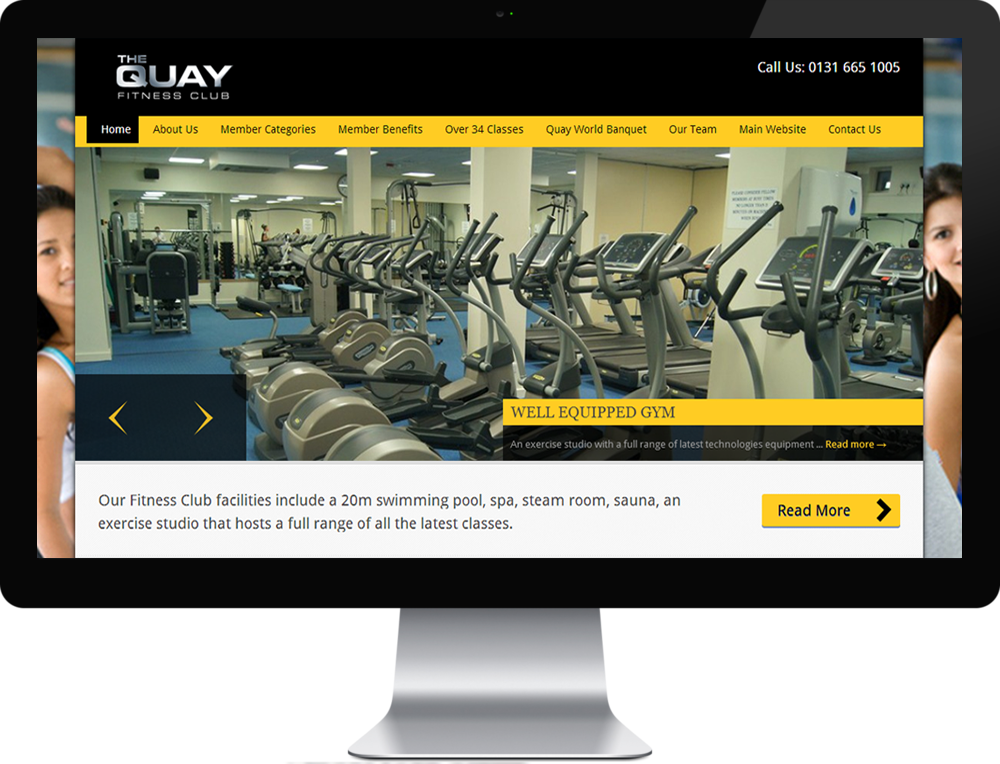 THE
QUAY
FITNESS CLUB
Call Us: 0131 665 1005
Home About Us Member Categories Member Benefits Over 34 Classes Quay World Banquet Our Team Main Website Contact Us
WELL EQUIPPED GYM
An exercise studio with a full range of latest technologies equipment ... Read more →
Our Fitness Club facilities include a 20m swimming pool, spa, steam room, sauna, an
exercise studio that hosts a full range of all the latest classes.
Read More